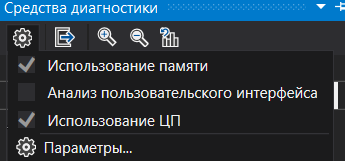 Средства диагностики
Использование памяти
Анализ пользовательского интерфейса
Использование ЦП
Параметры...